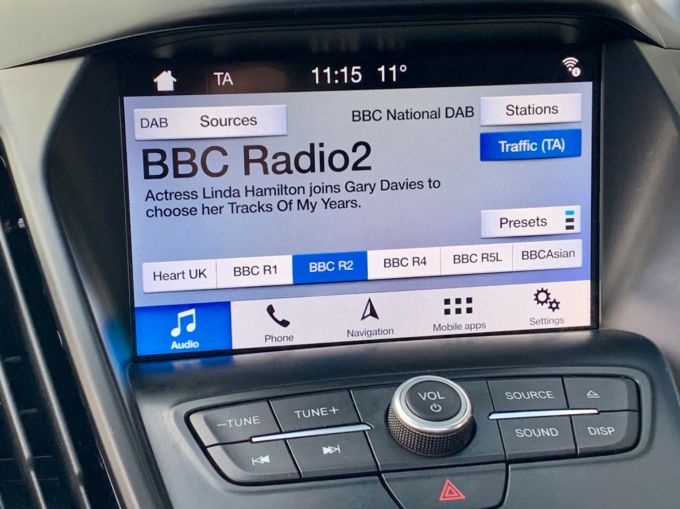 TA 11:15 11°
DAB Sources BBC National DAB Stations
Traffic (TA)
BBC Radio2
Actress Linda Hamilton joins Gary Davies to
choose her Tracks Of My Years.
Presets
Heart UK BBC R1 BBC R2 BBC R4 BBC R5L BBCAsian
Audio Phone Navigation Mobile apps Settings
VOL
−TUNE TUNE+ SOURCE
SOUND DISP